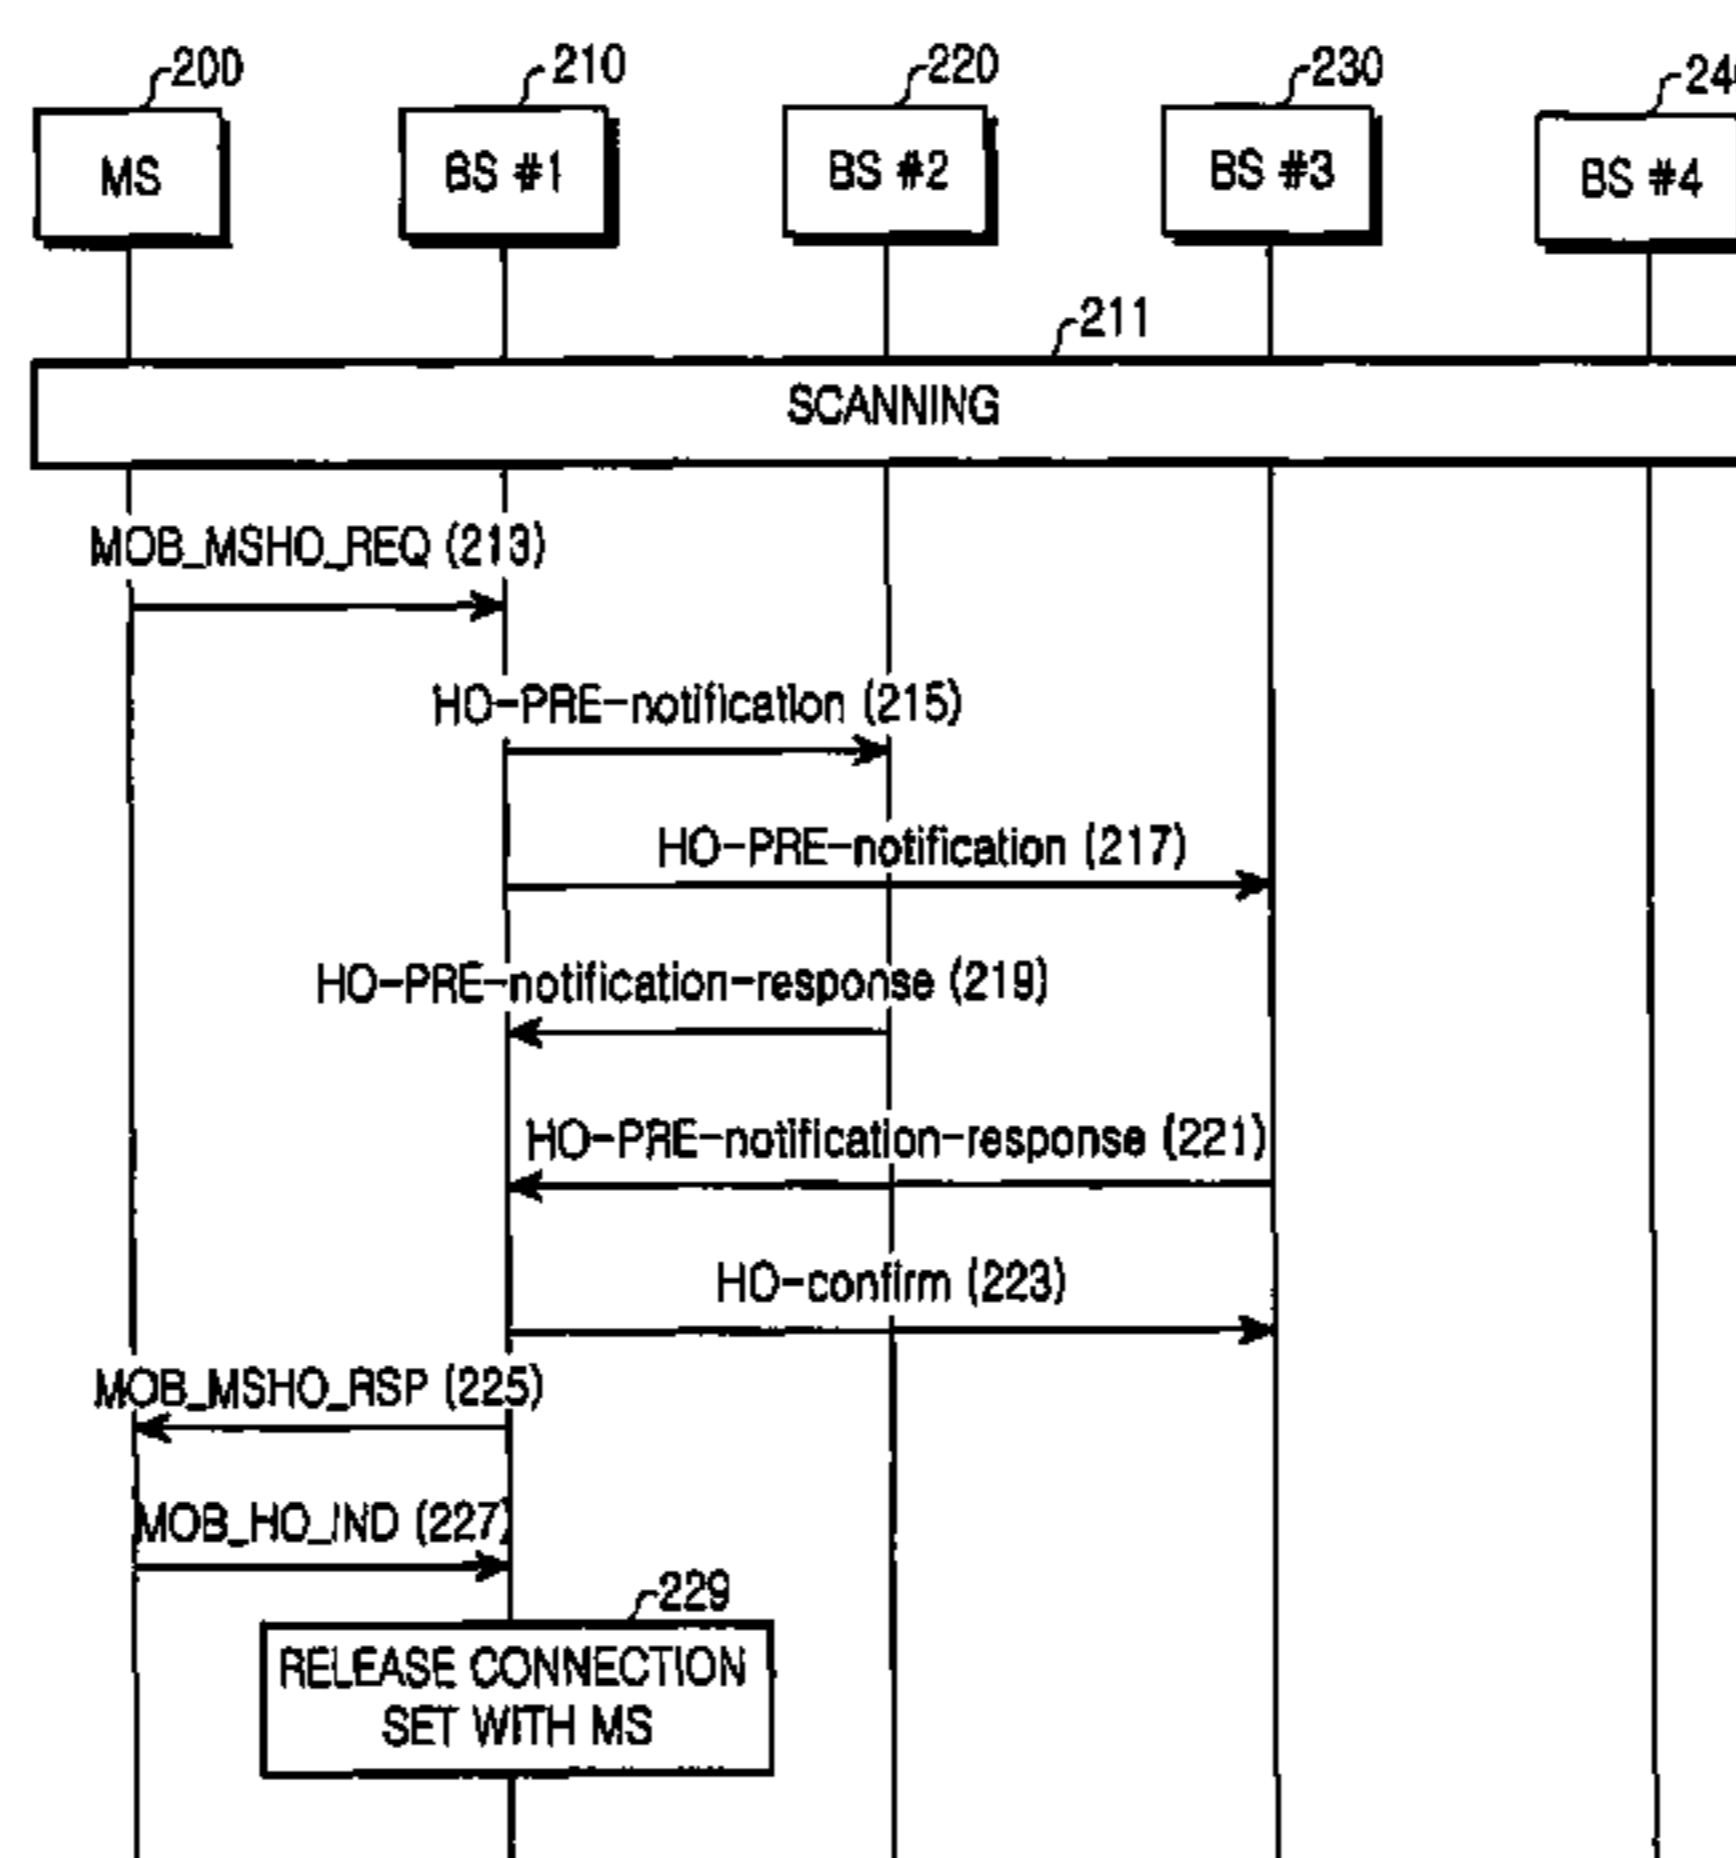 200 210 220 230 24
MS BS #1 BS #2 BS #3 BS #4
211
SCANNING
MOB_MSHO_REQ (213)
HO-PRE-notification (215)
HO-PRE-notification (217)
HO-PRE-notification-response (219)
HO-PRE-notification-response (221)
HO-confirm (223)
MOB_MSHO_RSP (225)
MOB_HO_IND (227)
229
RELEASE CONNECTION
SET WITH MS